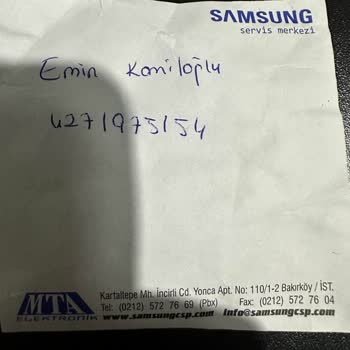 SAMSUNG
servis merkezi
Emin Kamiloğlu
4271975154
MTA
ELEKTRONİK
Kartaltepe Mh. İncirli Cd. Yonca Apt. No: 110/1-2 Bakırköy / İST.
Tel: (0212) 572 76 69 (Pbx) Fax: (0212) 572 76 04
www.samsungcsp.com info@samsungcsp.com